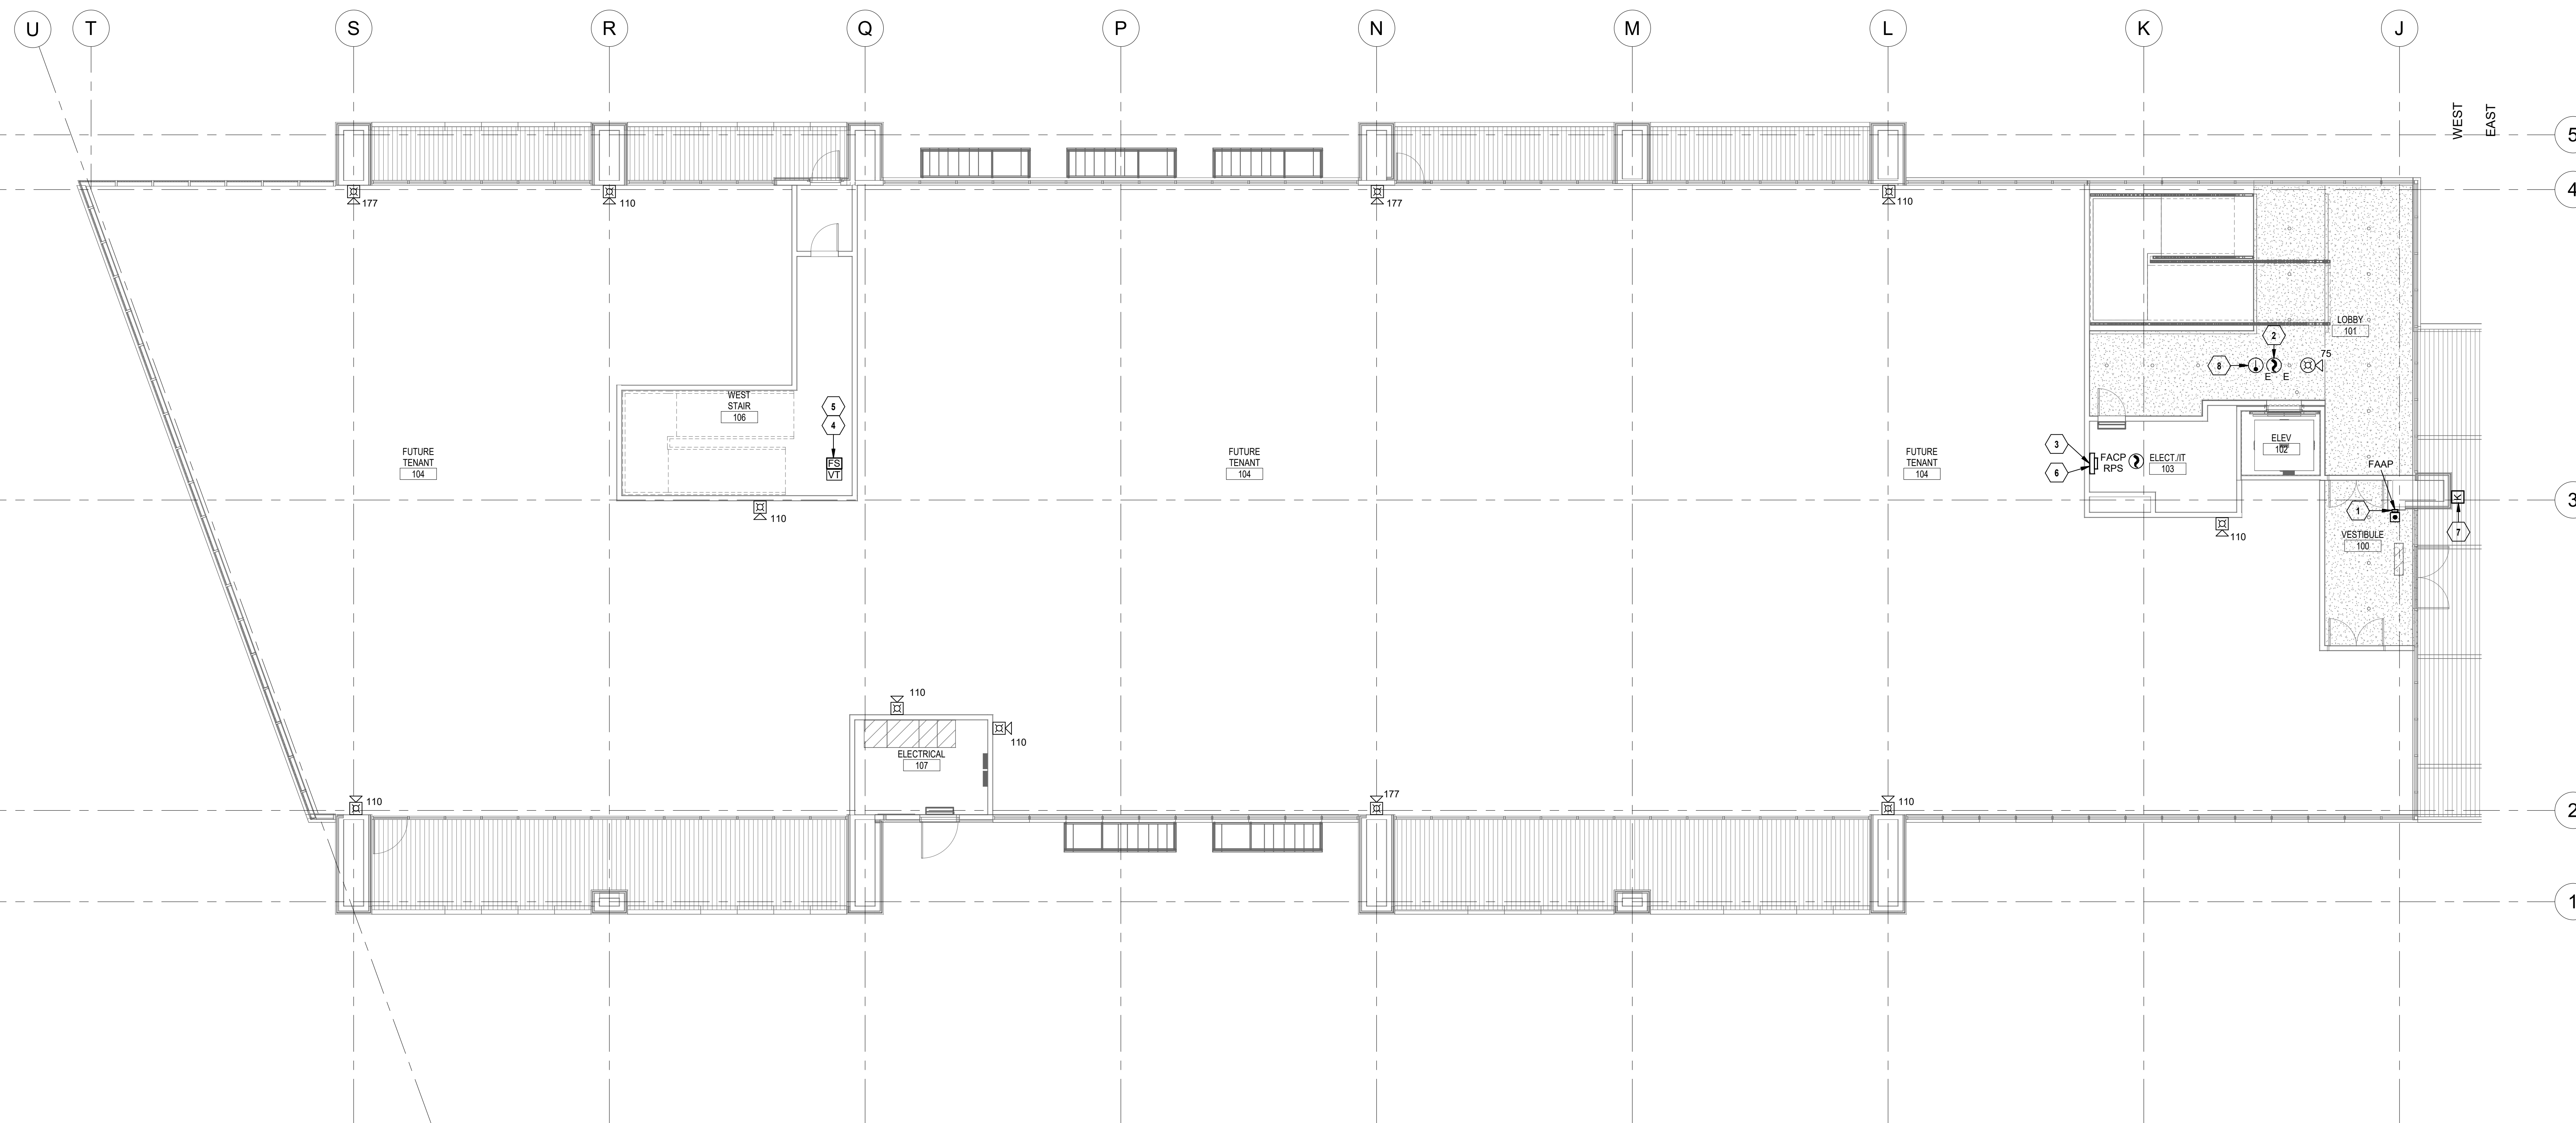 U
T
S
R
Q
P
N
M
L
K
J
WEST
EAST
5
4
177
110
177
110
LOBBY
101
2
75
8
E
E
WEST
STAIR
106
5
4
FS
VT
FUTURE
TENANT
104
FUTURE
TENANT
104
FUTURE
TENANT
104
3
6
FACP
RPS
ELECT./IT
103
ELEV
102
FAAP
K
3
1
7
110
110
VESTIBULE
100
110
110
ELECTRICAL
107
110
177
110
2
1